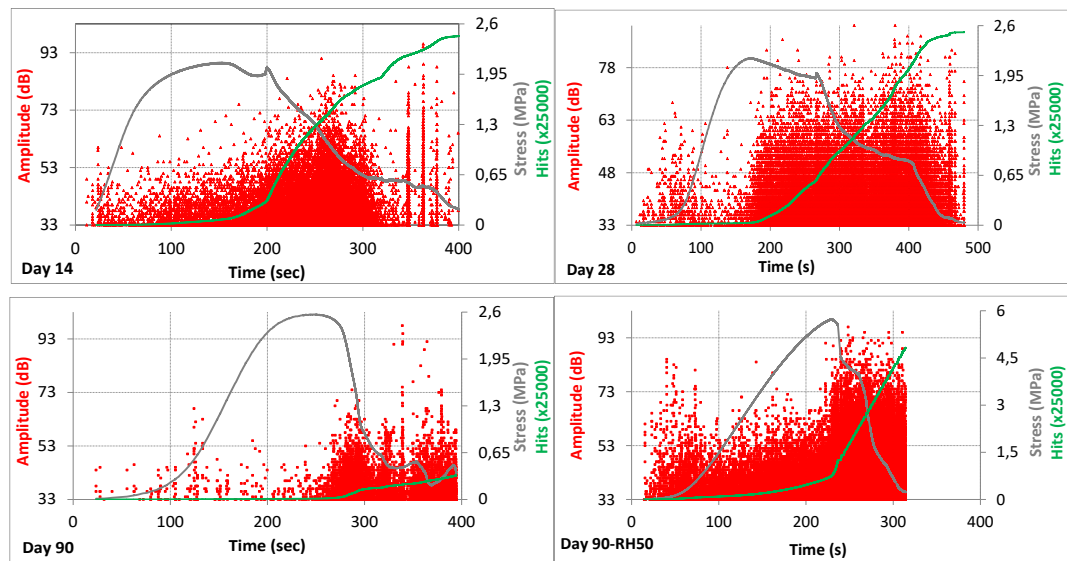 Amplitude (dB)
93
73
53
33
2,6
1,95
1,3
0,65
0
Stress (MPa)
Hits (x25000)
0 100 200 300 400
Time (sec)
Day 14
Amplitude (dB)
78
63
48
33
2,6
1,95
1,3
0,65
0
Stress (MPa)
Hits (x25000)
0 100 200 300 400 500
Time (s)
Day 28
Amplitude (dB)
93
73
53
33
2,6
1,95
1,3
0,65
0
Stress (MPa)
Hits (x25000)
0 100 200 300 400
Time (sec)
Day 90
Amplitude (dB)
93
73
53
33
6
4,5
3
1,5
0
Stress (MPa)
Hits (x25000)
0 100 200 300 400
Time (s)
Day 90-RH50